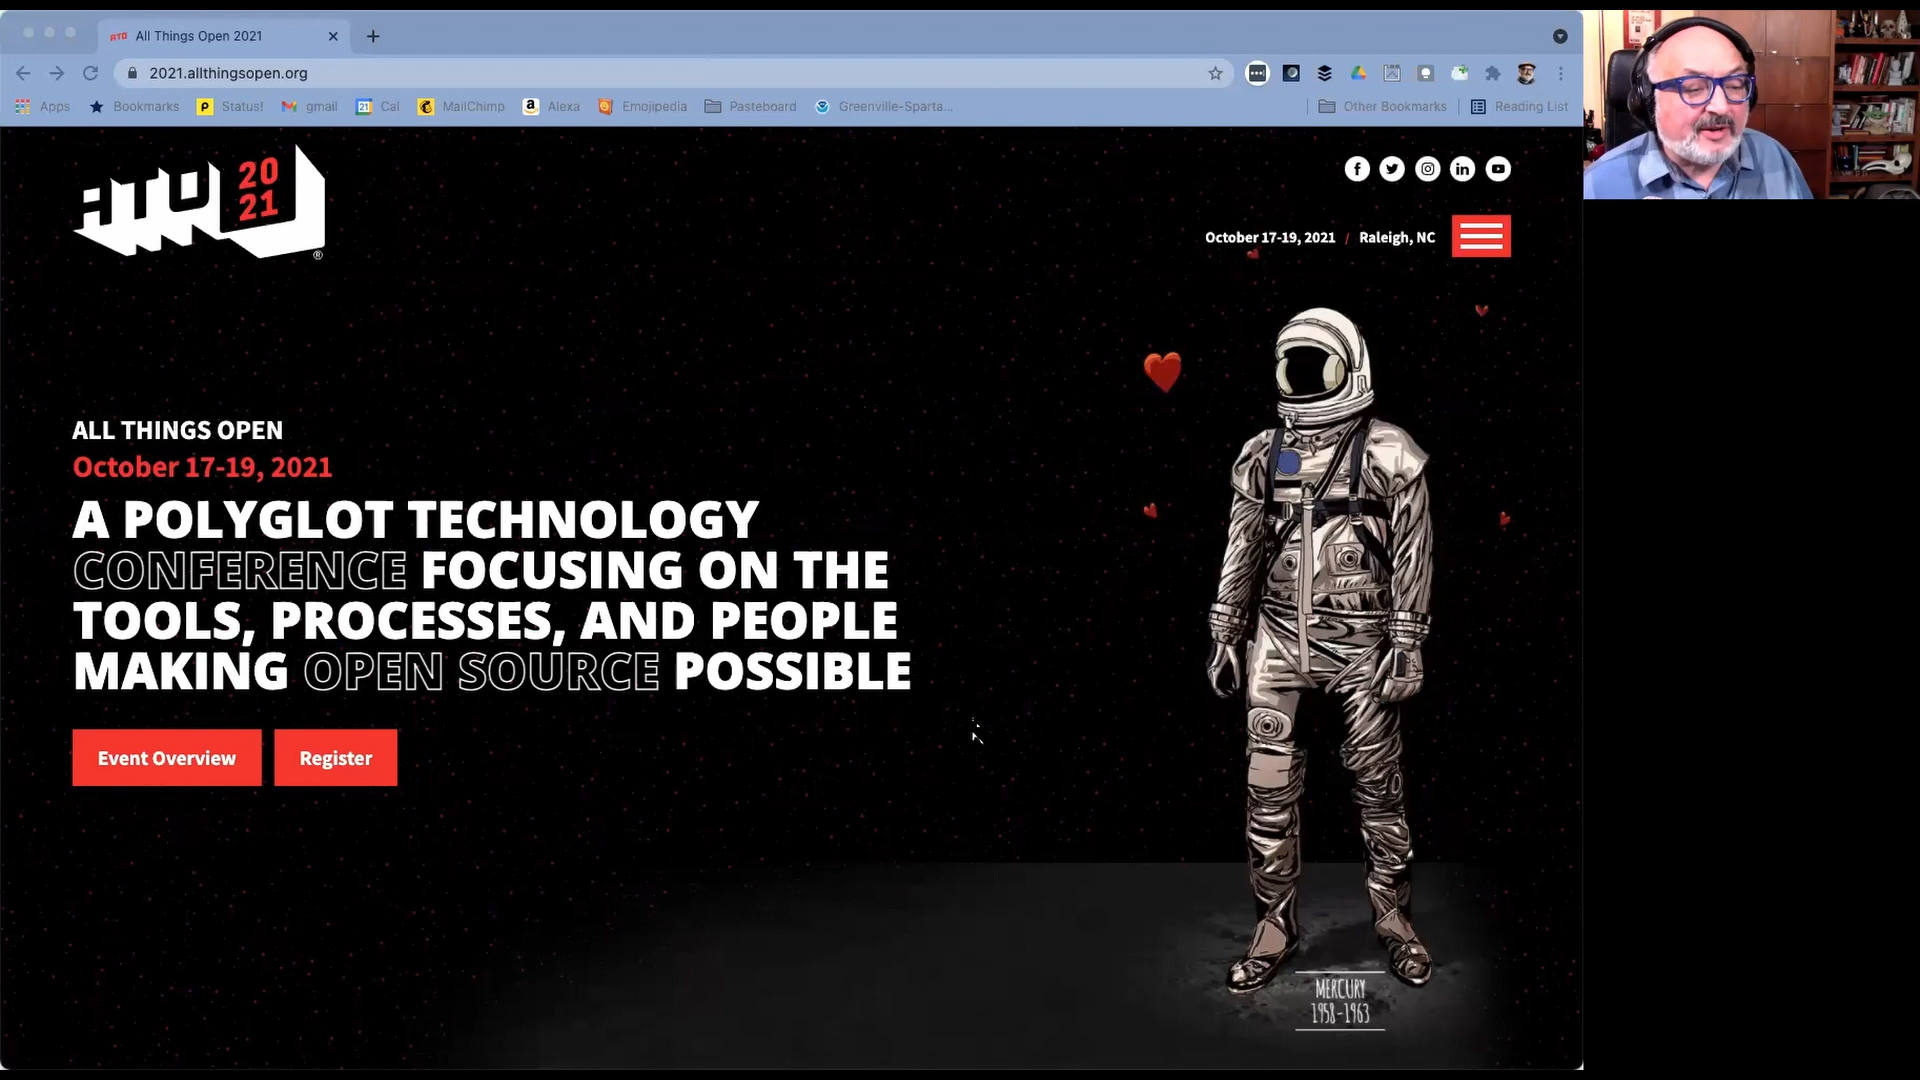 ATO All Things Open 2021
2021.allthingsopen.org
Apps Bookmarks Status! gmail 21 Cal MailChimp Alexa Emojipedia Pasteboard Greenville-Sparta... Other Bookmarks Reading List
ATO 20 21 ®
October 17-19, 2021 / Raleigh, NC
ALL THINGS OPEN
October 17-19, 2021
A POLYGLOT TECHNOLOGY
CONFERENCE FOCUSING ON THE
TOOLS, PROCESSES, AND PEOPLE
MAKING OPEN SOURCE POSSIBLE
Event Overview Register
MERCURY
1958-1963